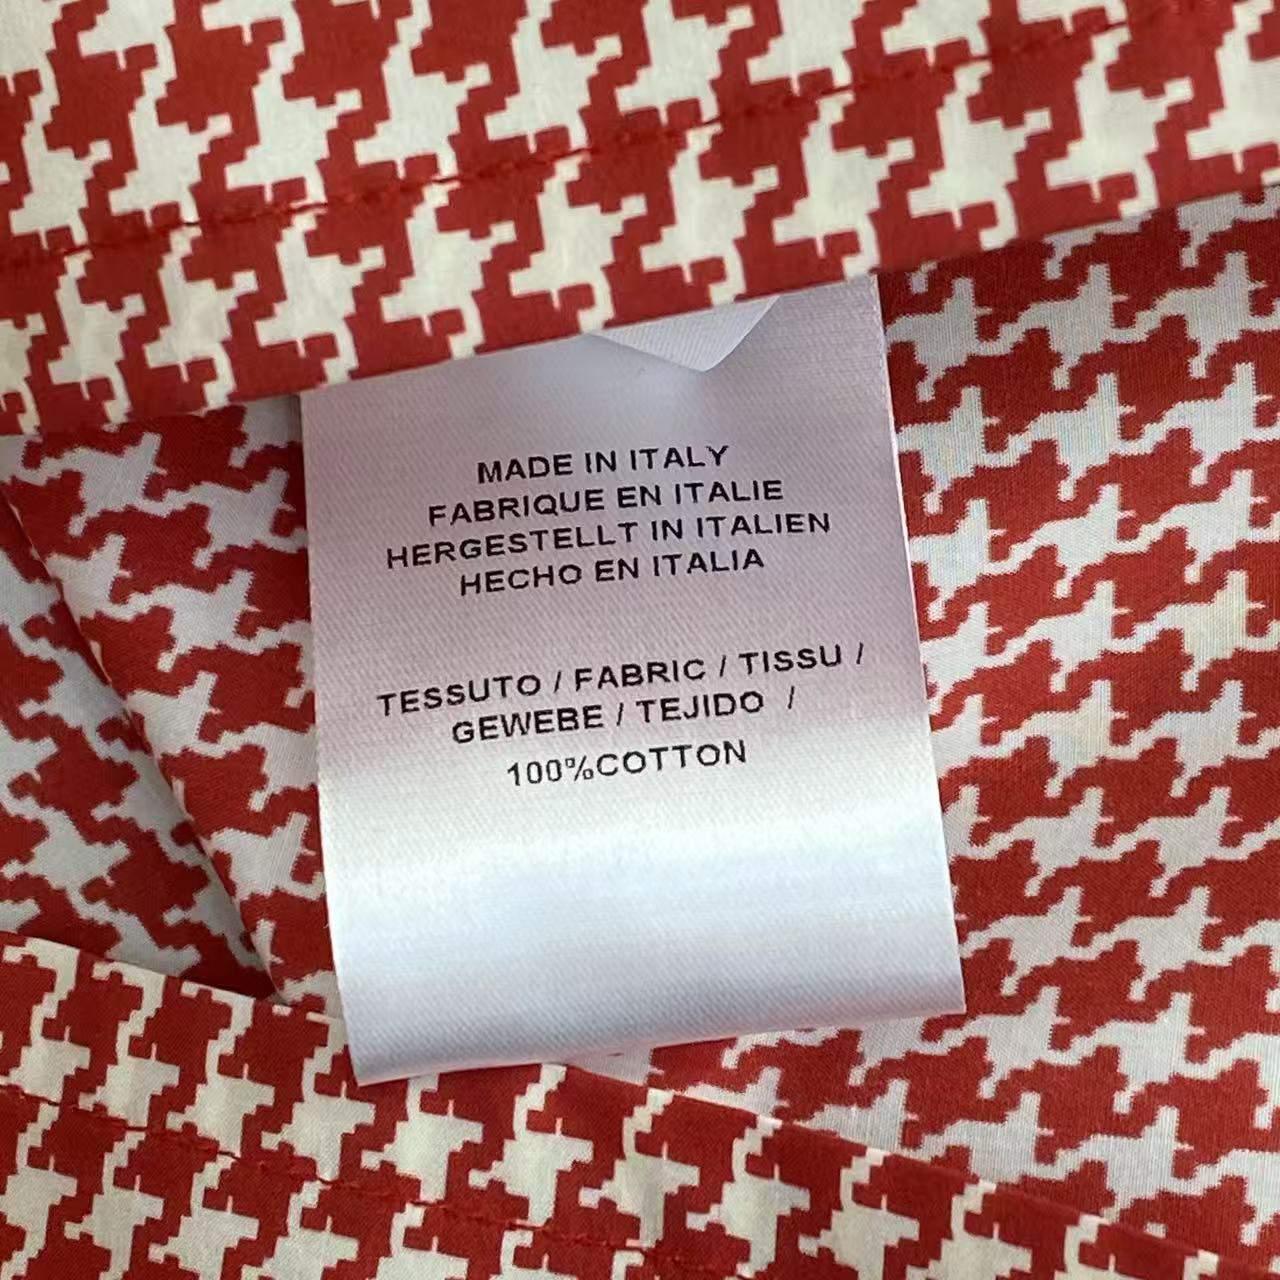 MADE IN ITALY
FABRIQUE EN ITALIE
HERGESTELLT IN ITALIEN
HECHO EN ITALIA
TESSUTO / FABRIC / TISSU /
GEWEBE / TEJIDO /
100%COTTON